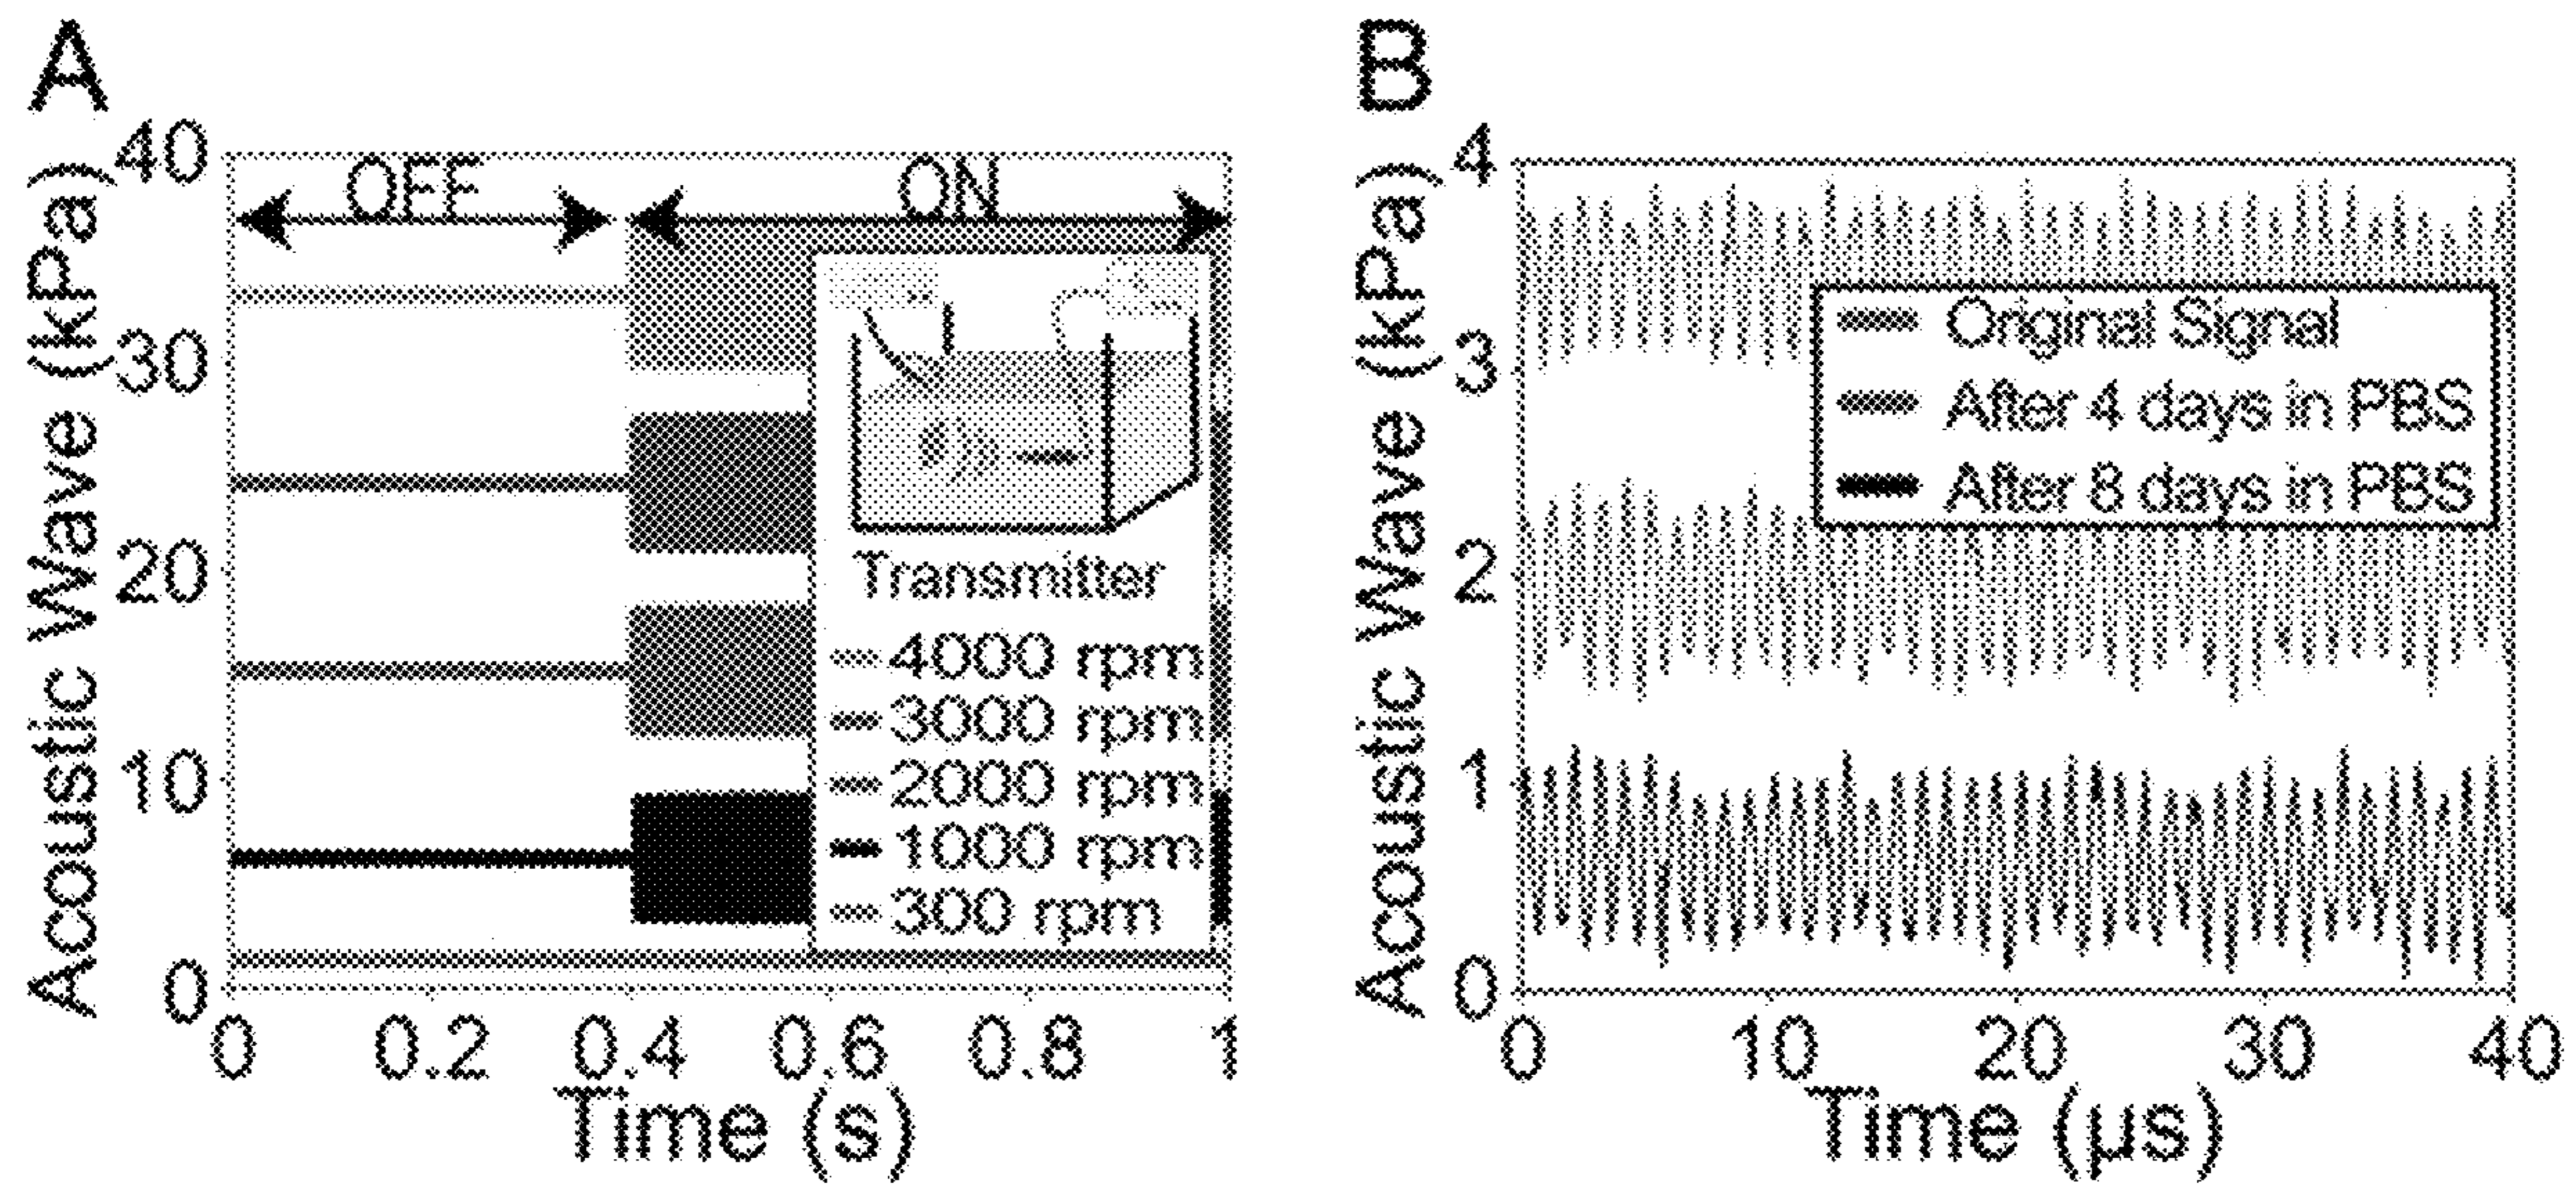 A
Acoustic Wave (kPa)
40
30
20
10
0
OFF
ON
Transmitter
4000 rpm
3000 rpm
2000 rpm
1000 rpm
300 rpm
0 0.2 0.4 0.6 0.8 1
Time (s)
B
Acoustic Wave (kPa)
4
3
2
1
0
Original Signal
After 4 days in PBS
After 8 days in PBS
0 10 20 30 40
Time (μs)